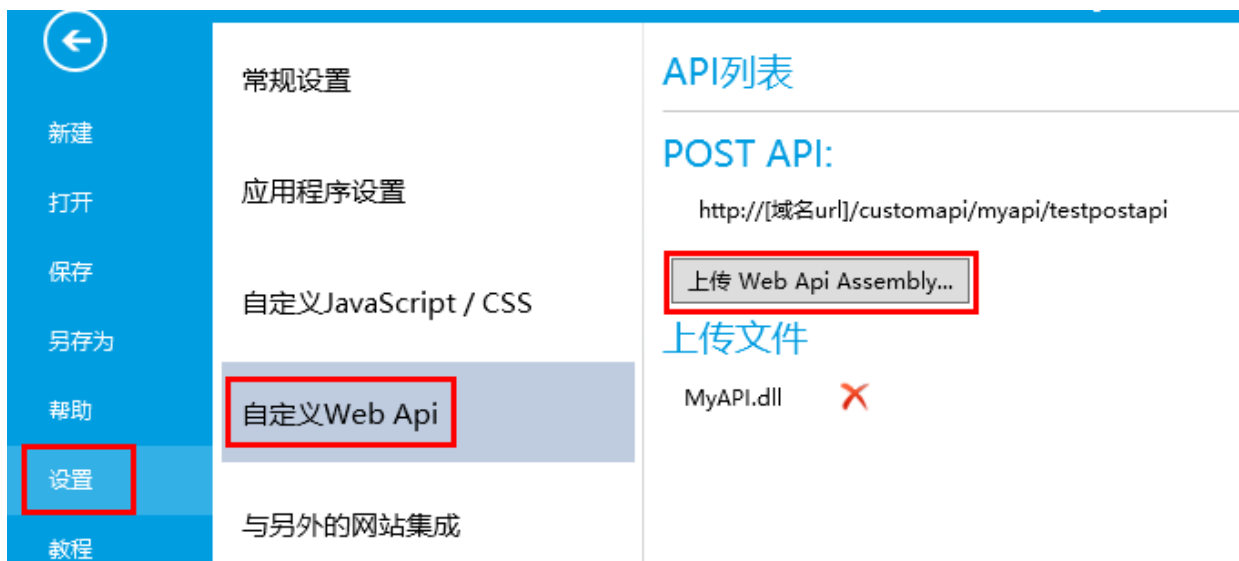 新建
打开
保存
另存为
帮助
设置
教程
常规设置
应用程序设置
自定义JavaScript / CSS
自定义Web Api
与另外的网站集成
API列表
POST API:
http://[域名url]/customapi/myapi/testpostapi
上传 Web Api Assembly...
上传文件
MyAPI.dll